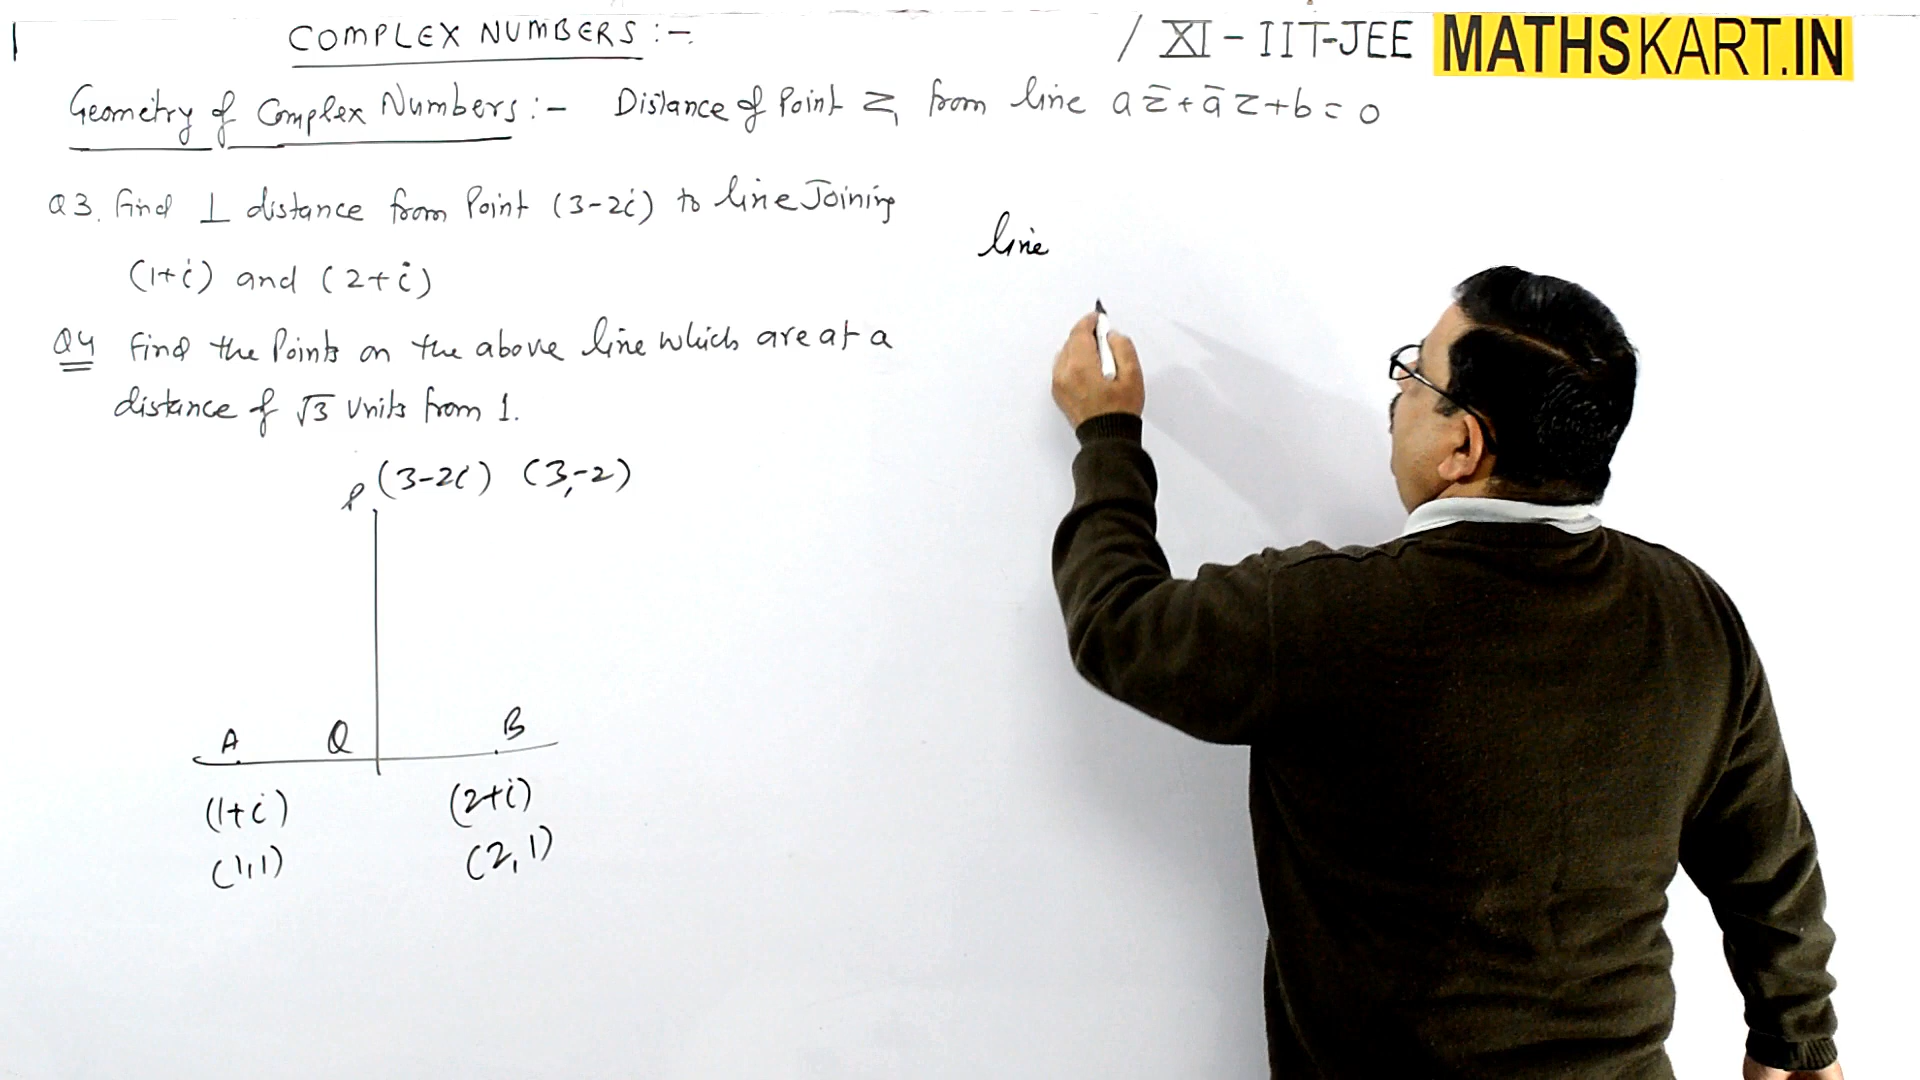 COMPLEX NUMBERS :-
/ XI - IIT-JEE MATHSKART.IN
Geometry of Complex Numbers :- Distance of Point z₁ from line az̄ + āz + b = 0
Q3. Find ⊥ distance from Point (3-2i) to line Joining
(1+i) and (2+i)
Q4 Find the Points on the above line which are at a
distance of √3 Units from 1.
line
P (3-2i) (3,-2)
A Q B
(1+i) (2+i)
(1,1) (2,1)